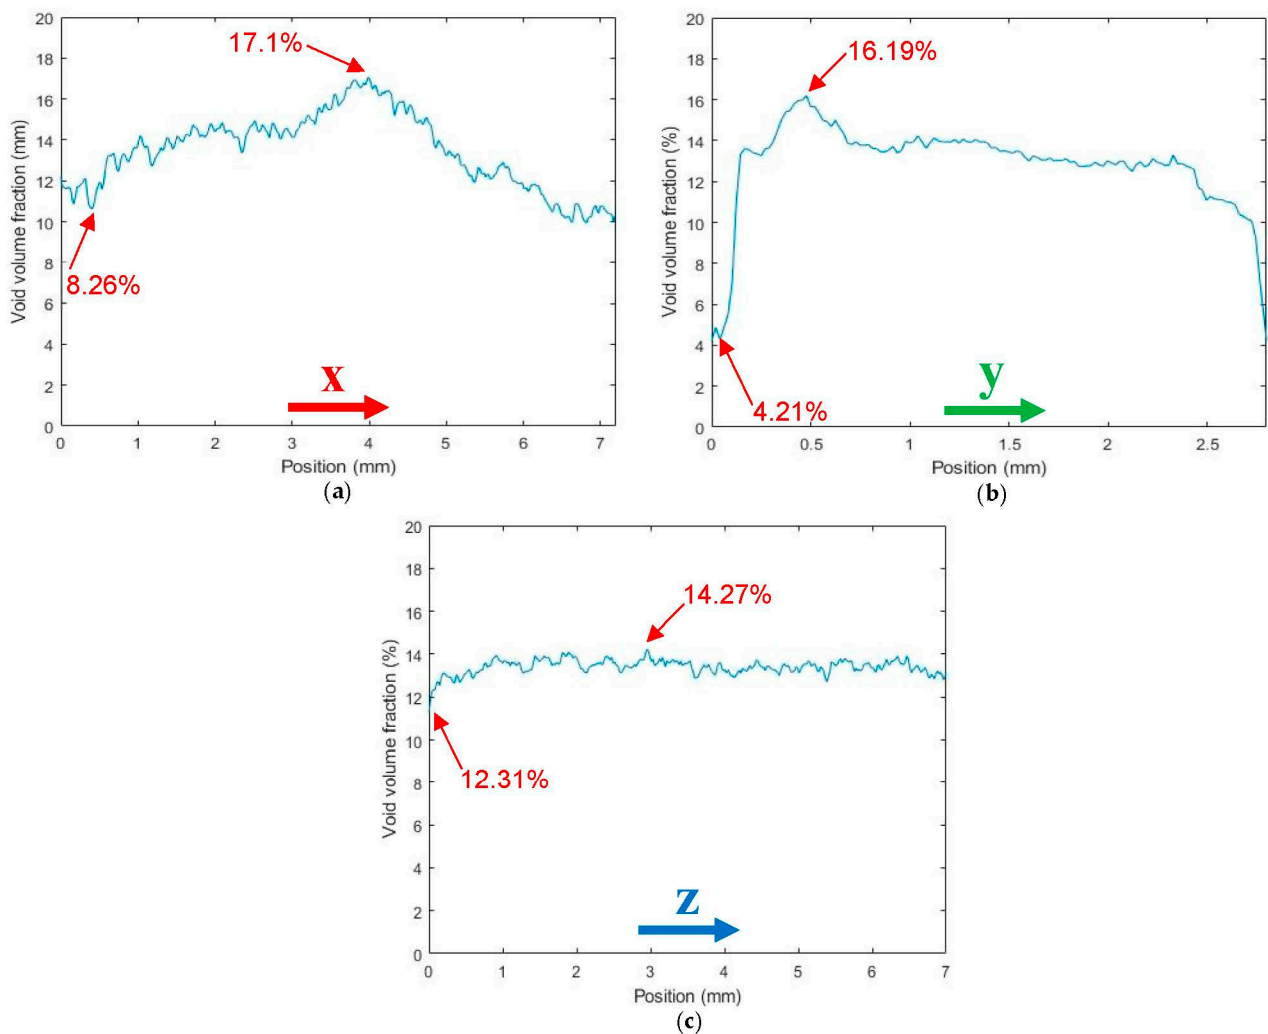 20
18
16
14
12
10
8
6
4
2
0
Void volume fraction (mm)
17.1%
8.26%
x
0 1 2 3 4 5 6 7
Position (mm)
(a)
20
18
16
14
12
10
8
6
4
2
0
Void volume fraction (%)
16.19%
4.21%
y
0 0.5 1 1.5 2 2.5
Position (mm)
(b)
20
18
16
14
12
10
8
6
4
2
0
Void volume fraction (%)
14.27%
12.31%
z
0 1 2 3 4 5 6 7
Position (mm)
(c)